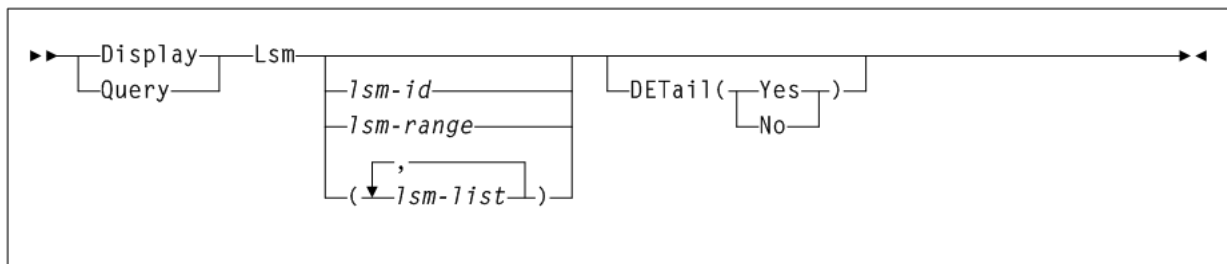 Display Lsm
Query
lsm-id
lsm-range
,
( lsm-list )
DETail( Yes )
No